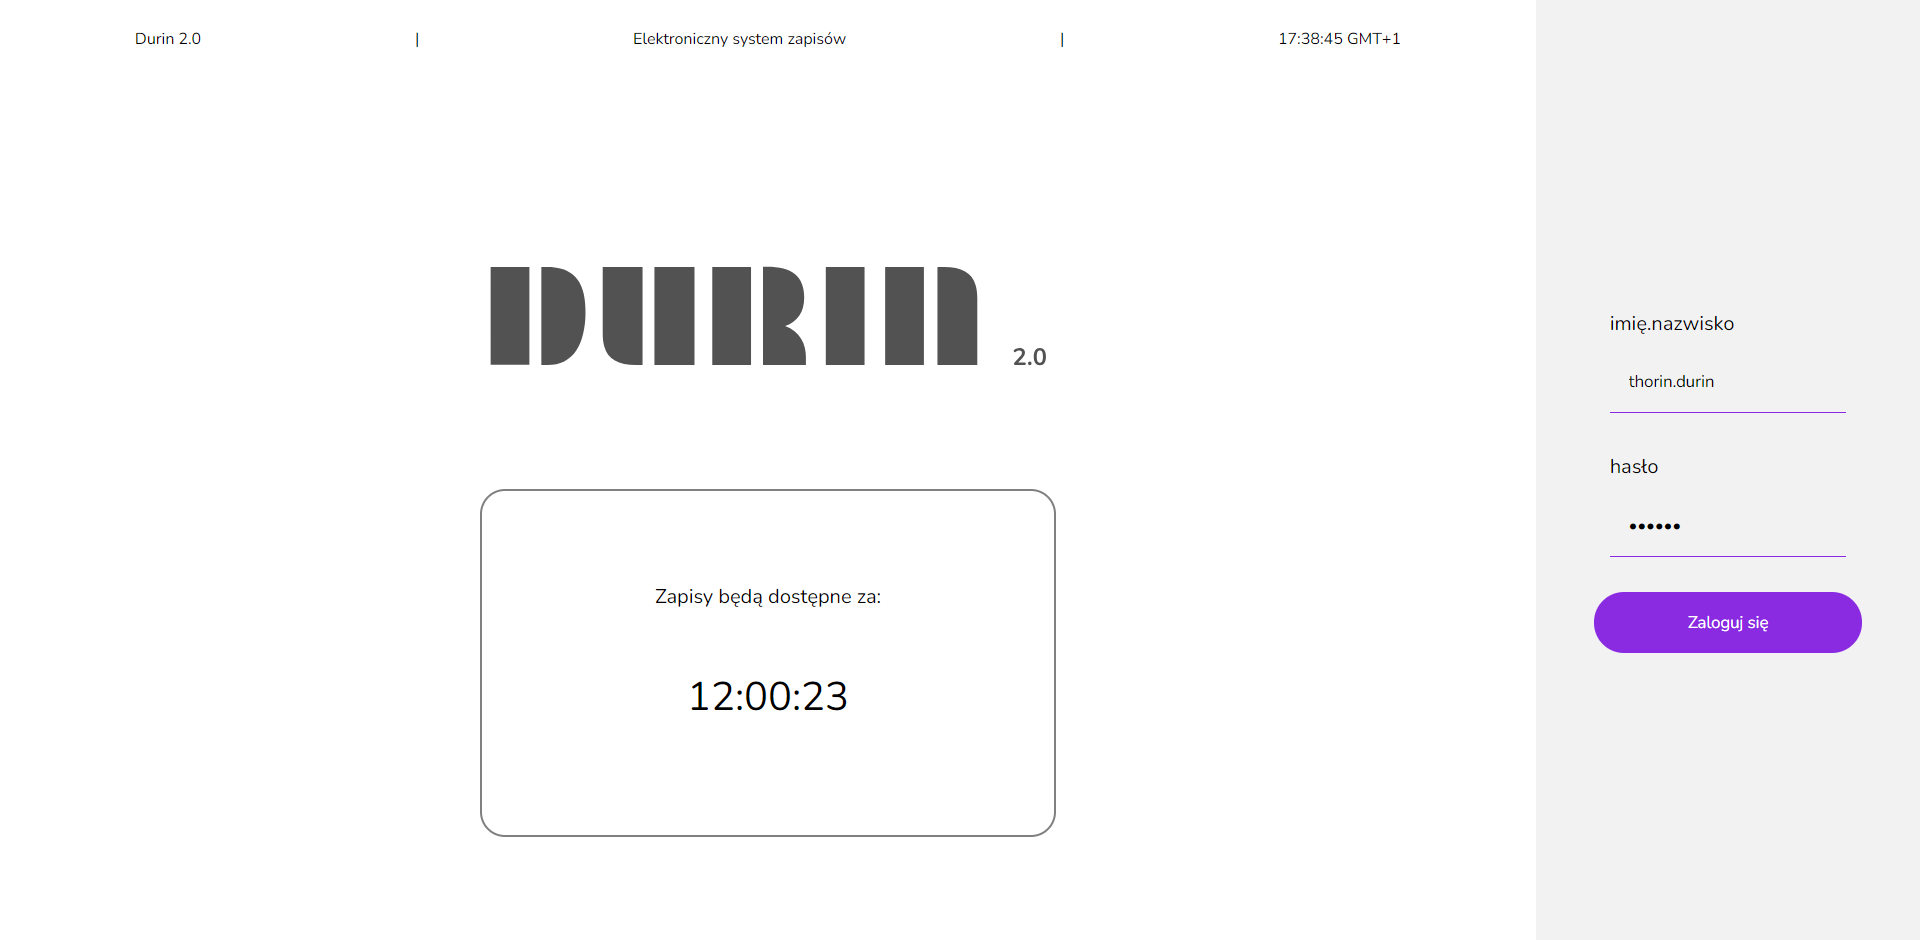 Durin 2.0 | Elektroniczny system zapisów | 17:38:45 GMT+1
DURIN 2.0
Zapisy będą dostępne za:
12:00:23
imię.nazwisko
thorin.durin
hasło
••••••
Zaloguj się